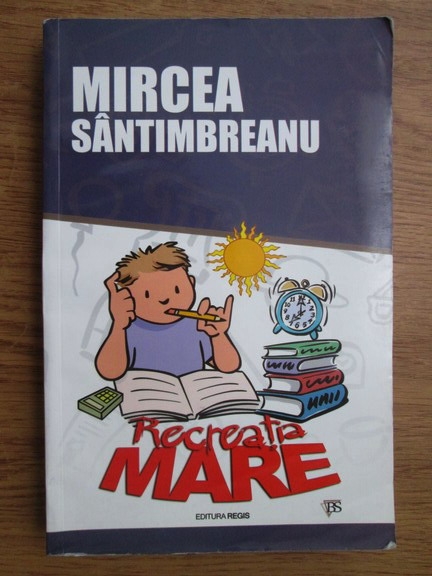 MIRCEA
SÂNTIMBREANU
Recreația
MARE
EDITURA REGIS
BS